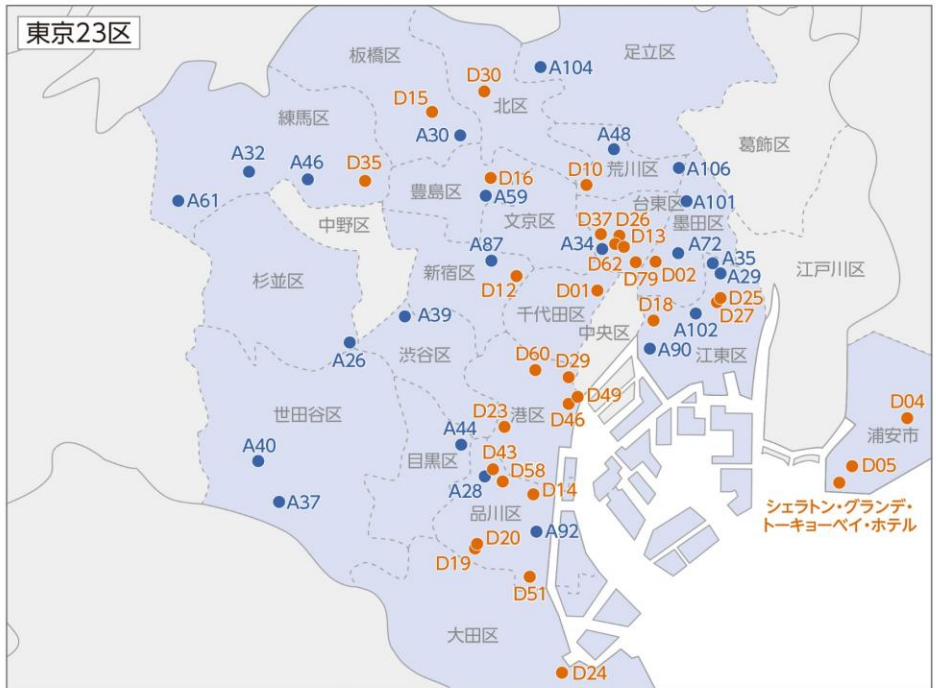 東京23区
板橋区
足立区
D30
A104
北区
D15
練馬区
A30
A48
葛飾区
A32
A46
D35
D16
D10
荒川区
A106
A61
豊島区
A59
台東区
A101
中野区
文京区
D37
D26
墨田区
D13
A87
A34
A72
A35
杉並区
新宿区
D62
A29
江戸川区
D12
D01
D79
D02
D25
千代田区
D18
D27
A39
中央区
A102
A26
渋谷区
A90
江東区
D60
D29
D49
世田谷区
D23
港区
D46
D04
A44
浦安市
A40
目黒区
D43
D58
D05
A28
D14
A37
シェラトン・グランデ・
トーキョーベイ・ホテル
品川区
A92
D20
D19
D51
大田区
D24